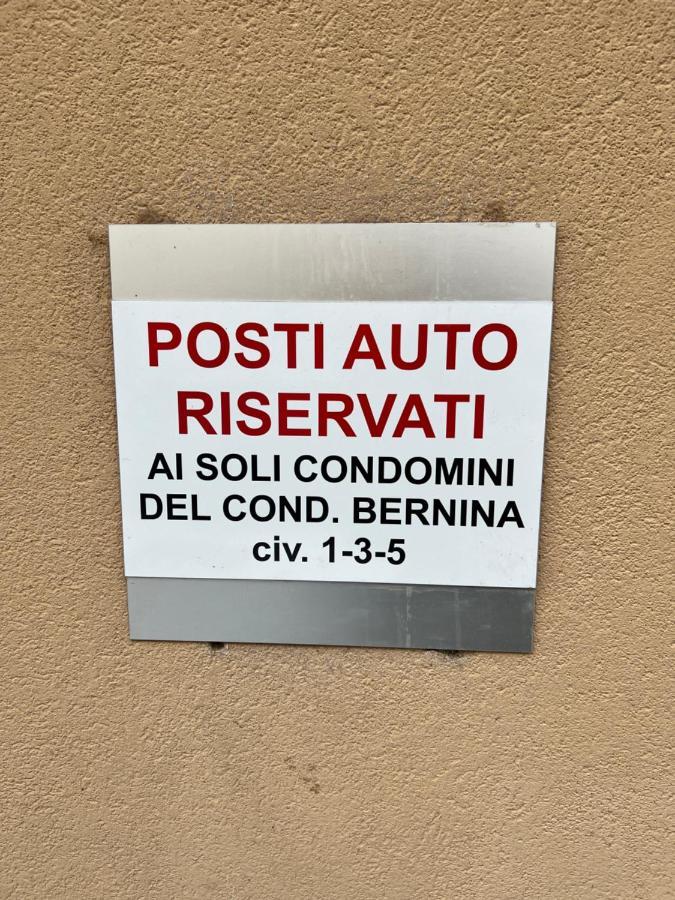 POSTI AUTO
RISERVATI
AI SOLI CONDOMINI
DEL COND. BERNINA
civ. 1-3-5